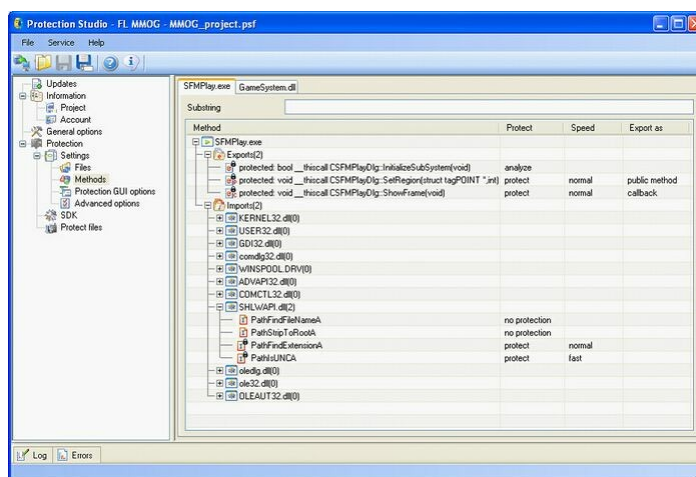 Protection Studio - FL MMOG - MMOG_project.psf
File Service Help
Updates
Information
Project
Account
General options
Protection
Settings
Files
Methods
Protection GUI options
Advanced options
SDK
Protect files
SFMPlay.exe GameSystem.dll
Substring
Method Protect Speed Export as
SFMPlay.exe
Exports(2)
protected: bool __thiscall CSFMPlayDlg::InitializeSubSystem(void) analyze
protected: void __thiscall CSFMPlayDlg::SetRegion(struct tagPOINT *,int) protect normal public method
protected: void __thiscall CSFMPlayDlg::ShowFrame(void) protect normal callback
Imports(2)
KERNEL32.dll(0)
USER32.dll(0)
GDI32.dll(0)
comdlg32.dll(0)
WINSPOOL.DRV(0)
ADVAPI32.dll(0)
COMCTL32.dll(0)
SHLWAPI.dll(2)
PathFindFileNameA no protection
PathStripToRootA no protection
PathFindExtensionA protect normal
PathIsUNCA protect fast
oledlg.dll(0)
ole32.dll(0)
OLEAUT32.dll(0)
Log Errors